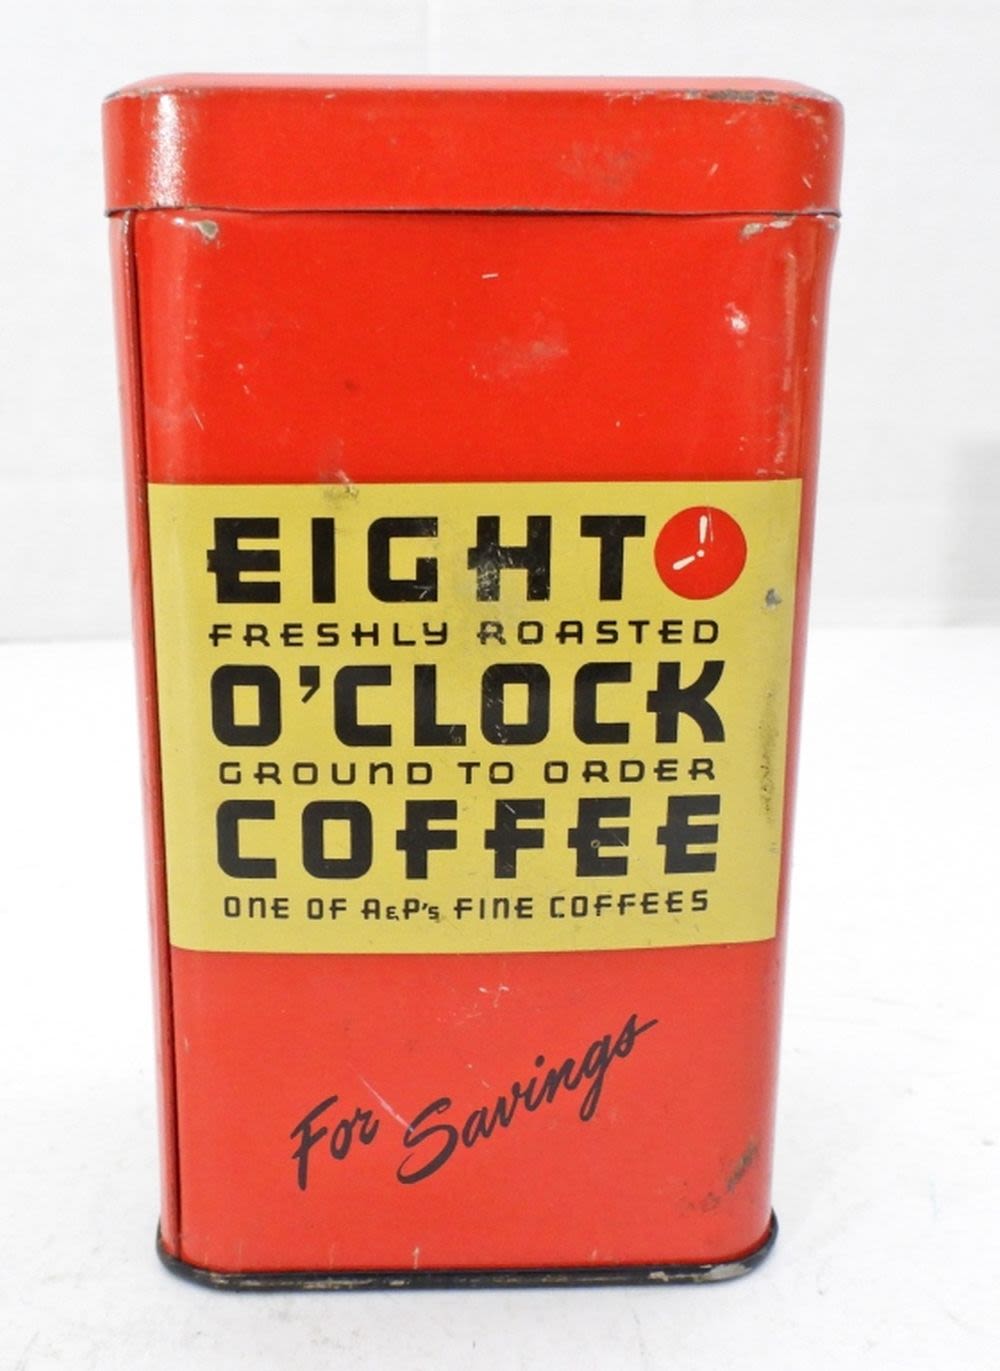 EIGHT
FRESHLY ROASTED
O'CLOCK
GROUND TO ORDER
COFFEE
ONE OF A&P's FINE COFFEES
For Savings